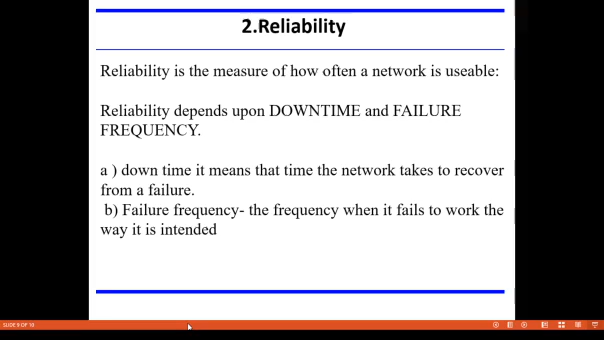 2.Reliability
Reliability is the measure of how often a network is useable:
Reliability depends upon DOWNTIME and FAILURE
FREQUENCY.
a ) down time it means that time the network takes to recover
from a failure.
b) Failure frequency- the frequency when it fails to work the
way it is intended
SLIDE 9 OF 10